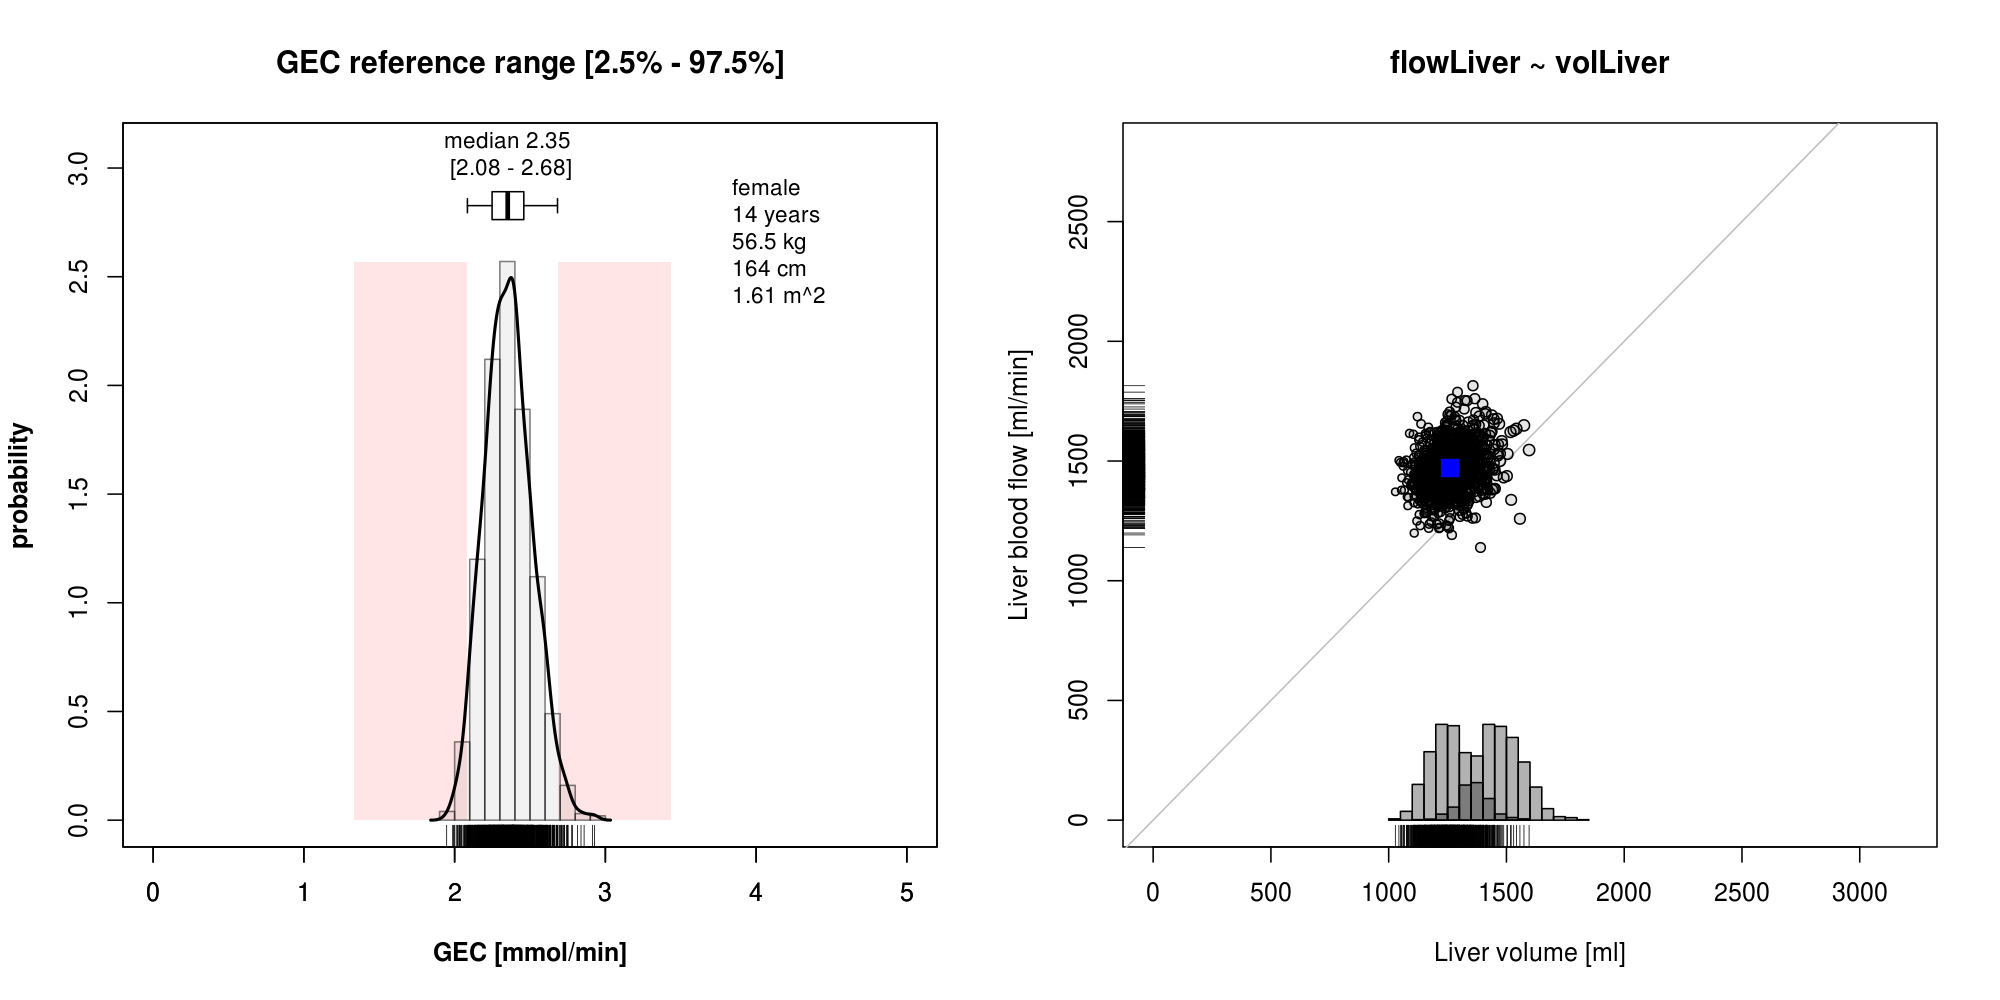 GEC reference range [2.5% - 97.5%]
median 2.35
[2.08 - 2.68]
female
14 years
56.5 kg
164 cm
1.61 m^2
probability
3.0
2.5
2.0
1.5
1.0
0.5
0.0
0 1 2 3 4 5
GEC [mmol/min]
flowLiver ~ volLiver
Liver blood flow [ml/min]
2500
2000
1500
1000
500
0
0 500 1000 1500 2000 2500 3000
Liver volume [ml]